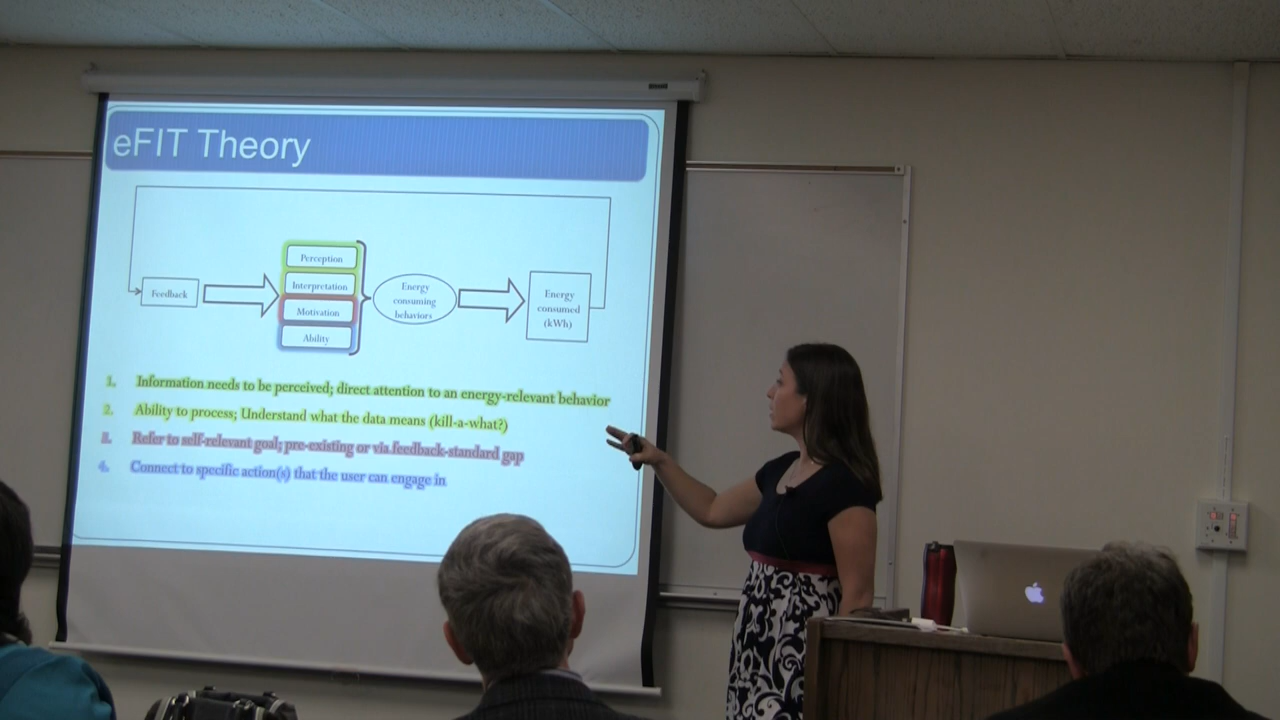 eFIT Theory
Feedback
Perception
Interpretation
Motivation
Ability
Energy
consuming
behaviors
Energy
consumed
(kWh)
1. Information needs to be perceived; direct attention to an energy-relevant behavior
2. Ability to process; Understand what the data means (kill-a-what?)
3. Refer to self-relevant goal; pre-existing or via feedback-standard gap
4. Connect to specific action(s) that the user can engage in